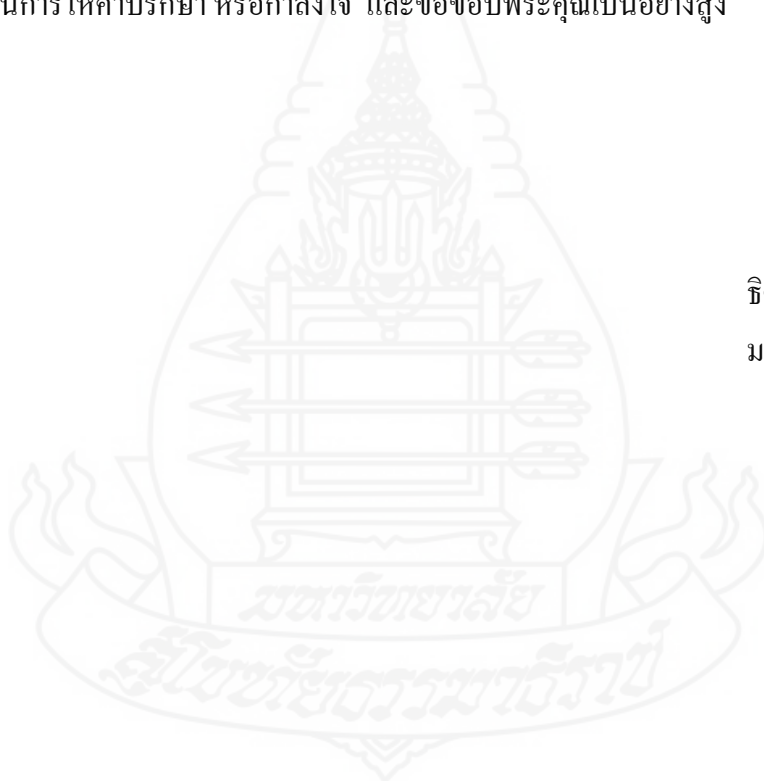 นการให้คำปรึกษา หรือกำลังใจ และขอขอบพระคุณเป็นอย่างสูง
ธิ
ม
มหาวิทยาลัย
สุโขทัยธรรมาธิราช